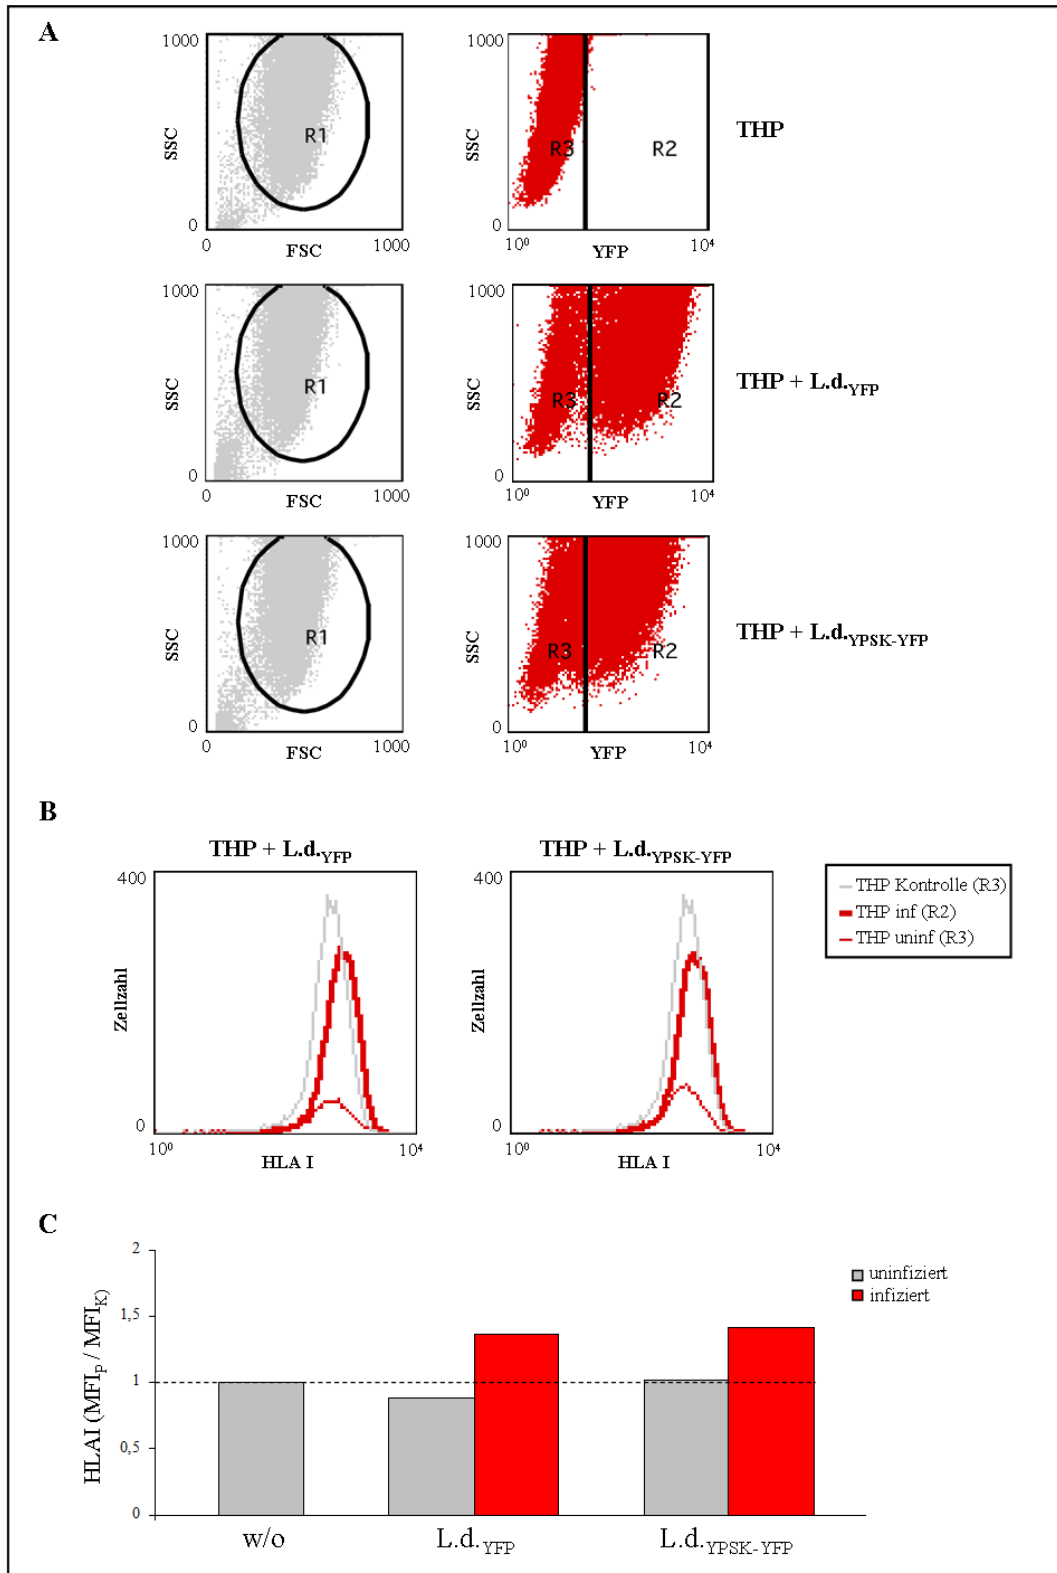 A
1000
SSC
R1
0
0
FSC
1000
1000
SSC
R3
R2
0
10⁰
YFP
10⁴
THP
1000
SSC
R1
0
0
FSC
1000
1000
SSC
R3
R2
0
10⁰
YFP
10⁴
THP + L.d.YFP
1000
SSC
R1
0
0
FSC
1000
1000
SSC
R3
R2
0
10⁰
YFP
10⁴
THP + L.d.YPSK-YFP
B
THP + L.d.YFP
400
Zellzahl
0
10⁰
HLA I
10⁴
THP + L.d.YPSK-YFP
400
Zellzahl
0
10⁰
HLA I
10⁴
THP Kontrolle (R3)
THP inf (R2)
THP uninf (R3)
C
HLAI (MFIp / MFIK)
2
1,5
1
0,5
0
w/o
L.d.YFP
L.d.YPSK-YFP
uninfiziert
infiziert